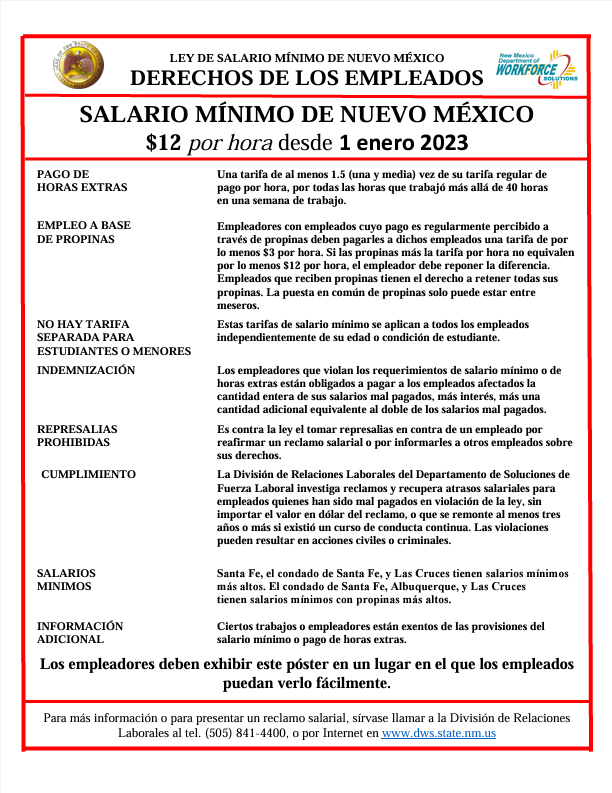 LEY DE SALARIO MÍNIMO DE NUEVO MÉXICO
DERECHOS DE LOS EMPLEADOS
New Mexico
Department of
WORKFORCE
SOLUTIONS
SALARIO MÍNIMO DE NUEVO MÉXICO
$12 por hora desde 1 enero 2023
PAGO DE
HORAS EXTRAS
Una tarifa de al menos 1.5 (una y media) vez de su tarifa regular de
pago por hora, por todas las horas que trabajó más allá de 40 horas
en una semana de trabajo.
EMPLEO A BASE
DE PROPINAS
Empleadores con empleados cuyo pago es regularmente percibido a
través de propinas deben pagarles a dichos empleados una tarifa de por
lo menos $3 por hora. Si las propinas más la tarifa por hora no equivalen
por lo menos $12 por hora, el empleador debe reponer la diferencia.
Empleados que reciben propinas tienen el derecho a retener todas sus
propinas. La puesta en común de propinas solo puede estar entre
meseros.
NO HAY TARIFA
SEPARADA PARA
ESTUDIANTES O MENORES
Estas tarifas de salario mínimo se aplican a todos los empleados
independientemente de su edad o condición de estudiante.
INDEMNIZACIÓN
Los empleadores que violan los requerimientos de salario mínimo o de
horas extras están obligados a pagar a los empleados afectados la
cantidad entera de sus salarios mal pagados, más interés, más una
cantidad adicional equivalente al doble de los salarios mal pagados.
REPRESALIAS
PROHIBIDAS
Es contra la ley el tomar represalias en contra de un empleado por
reafirmar un reclamo salarial o por informarles a otros empleados sobre
sus derechos.
CUMPLIMIENTO
La División de Relaciones Laborales del Departamento de Soluciones de
Fuerza Laboral investiga reclamos y recupera atrasos salariales para
empleados quienes han sido mal pagados en violación de la ley, sin
importar el valor en dólar del reclamo, o que se remonte al menos tres
años o más si existió un curso de conducta continua. Las violaciones
pueden resultar en acciones civiles o criminales.
SALARIOS
MINIMOS
Santa Fe, el condado de Santa Fe, y Las Cruces tienen salarios mínimos
más altos. El condado de Santa Fe, Albuquerque, y Las Cruces
tienen salarios mínimos con propinas más altos.
INFORMACIÓN
ADICIONAL
Ciertos trabajos o empleadores están exentos de las provisiones del
salario mínimo o pago de horas extras.
Los empleadores deben exhibir este póster en un lugar en el que los empleados
puedan verlo fácilmente.
Para más información o para presentar un reclamo salarial, sírvase llamar a la División de Relaciones
Laborales al tel. (505) 841-4400, o por Internet en www.dws.state.nm.us